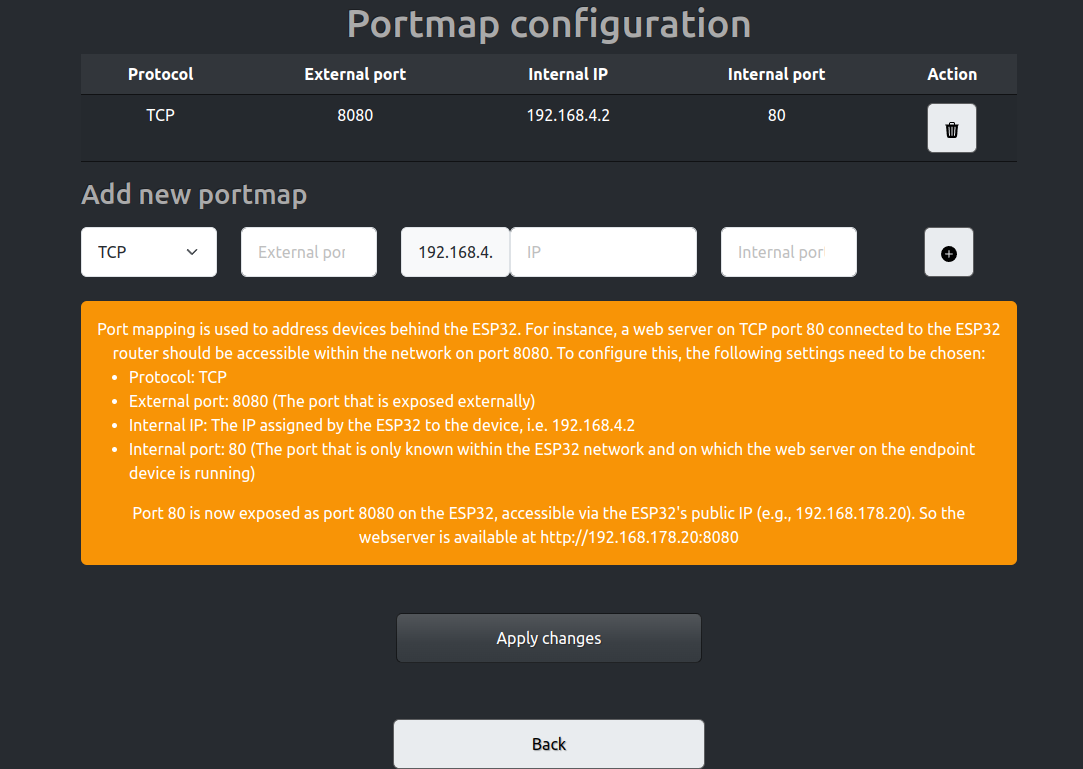 Portmap configuration
Protocol External port Internal IP Internal port Action
TCP 8080 192.168.4.2 80
Add new portmap
TCP External por 192.168.4. IP Internal port
Port mapping is used to address devices behind the ESP32. For instance, a web server on TCP port 80 connected to the ESP32
router should be accessible within the network on port 8080. To configure this, the following settings need to be chosen:
• Protocol: TCP
• External port: 8080 (The port that is exposed externally)
• Internal IP: The IP assigned by the ESP32 to the device, i.e. 192.168.4.2
• Internal port: 80 (The port that is only known within the ESP32 network and on which the web server on the endpoint
device is running)
Port 80 is now exposed as port 8080 on the ESP32, accessible via the ESP32's public IP (e.g., 192.168.178.20). So the
webserver is available at http://192.168.178.20:8080
Apply changes
Back